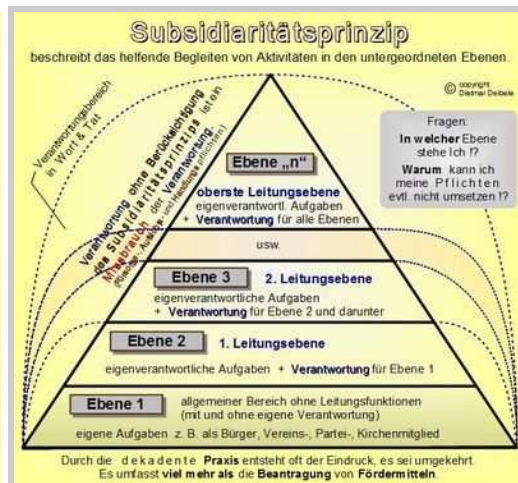 Subsidiaritätsprinzip
beschreibt das helfende Begleiten von Aktivitäten in den untergeordneten Ebenen.
© copyright
Dietmar Deibele
Verantwortungsbereich
in Wort & Tat
Verantwortung ohne Berücksichtigung
des Subsidiaritätsprinzips ist ein
Missbrauch der Verantwortung.
und Handlungspflichten)
Fragen:
In welcher Ebene
stehe Ich !?
Warum kann ich
meine Pflichten
evtl. nicht umsetzen !?
Ebene „n"
oberste Leitungsebene
eigenverantwortl. Aufgaben
+ Verantwortung für alle Ebenen
usw.
Ebene 3 2. Leitungsebene
eigenverantwortliche Aufgaben
+ Verantwortung für Ebene 2 und darunter
Ebene 2 1. Leitungsebene
eigenverantwortliche Aufgaben + Verantwortung für Ebene 1
Ebene 1 allgemeiner Bereich ohne Leitungsfunktionen
(mit und ohne eigene Verantwortung)
eigene Aufgaben z. B. als Bürger, Vereins-, Partei-, Kirchenmitglied
Durch die dekadente Praxis entsteht oft der Eindruck, es sei umgekehrt.
Es umfasst viel mehr als die Beantragung von Fördermitteln.